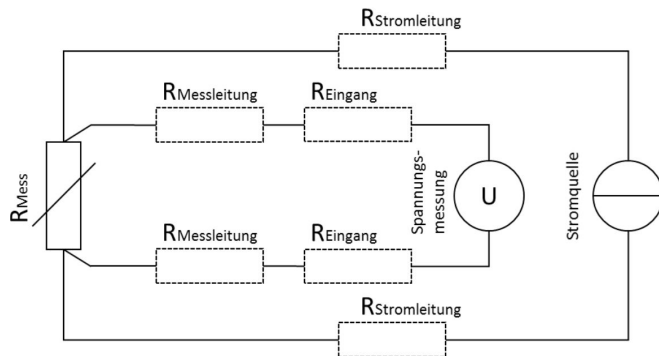 RStromleitung
RMessleitung
REingang
RMess
Spannungs-
messung
U
Stromquelle
RMessleitung
REingang
RStromleitung